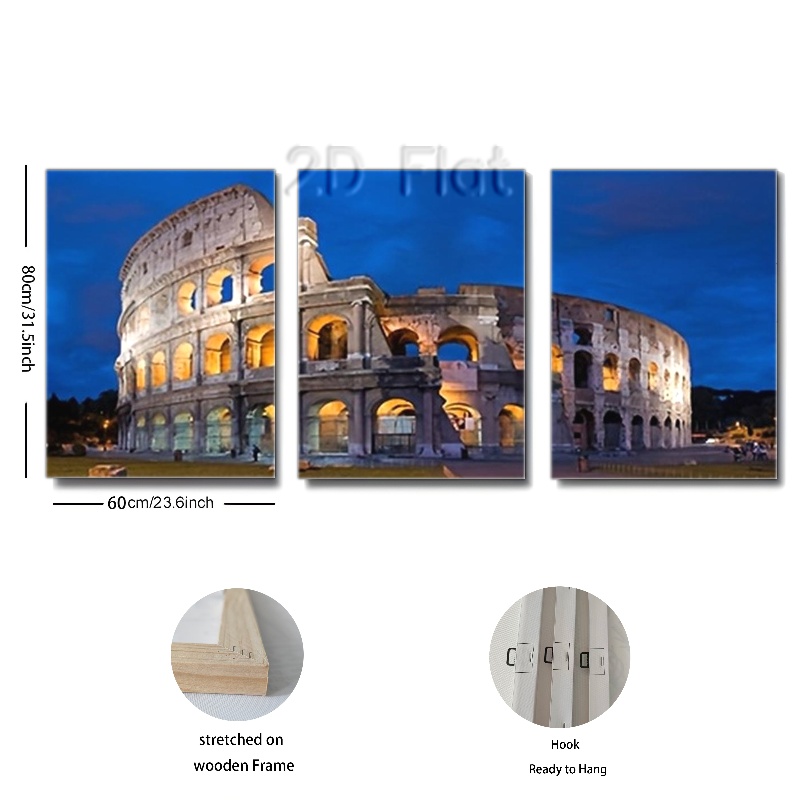 2D Flat
80cm/31.5inch
60cm/23.6inch
stretched on
wooden Frame
Hook
Ready to Hang